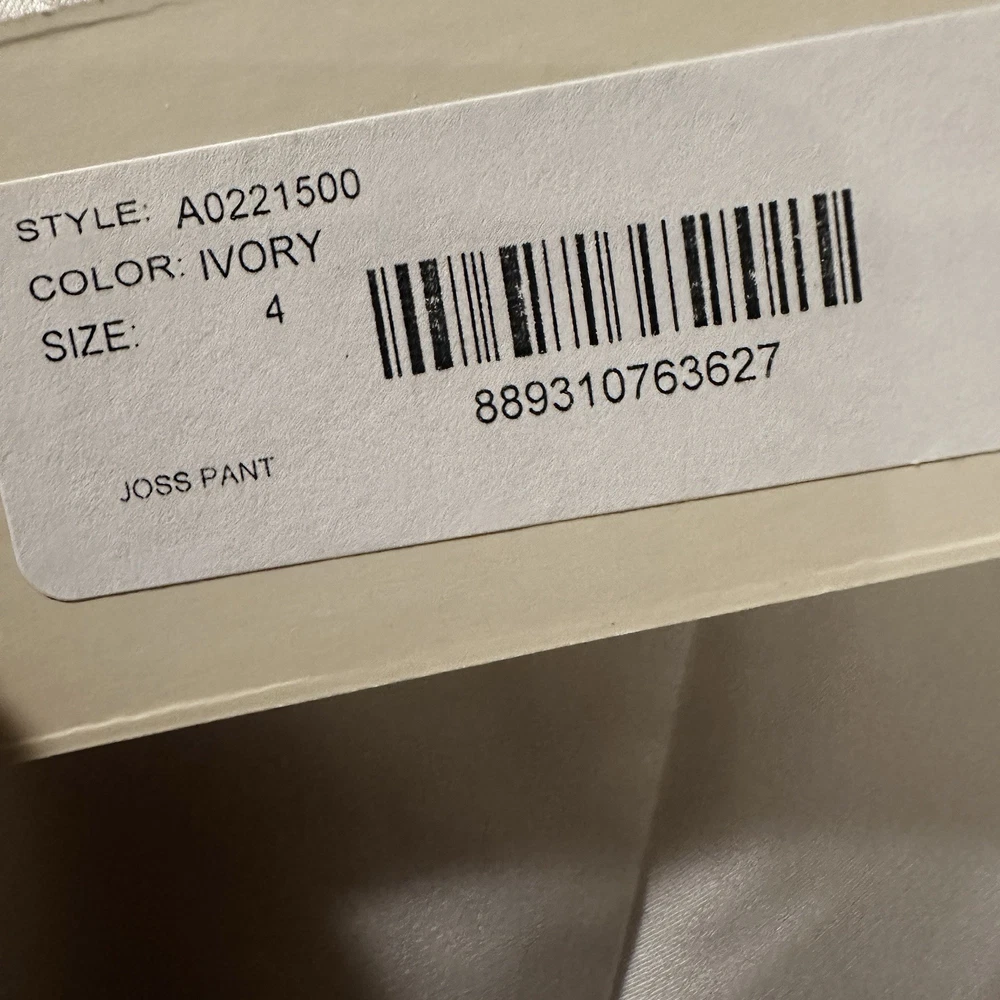 STYLE: A0221500
COLOR: IVORY
SIZE: 4
889310763627
JOSS PANT